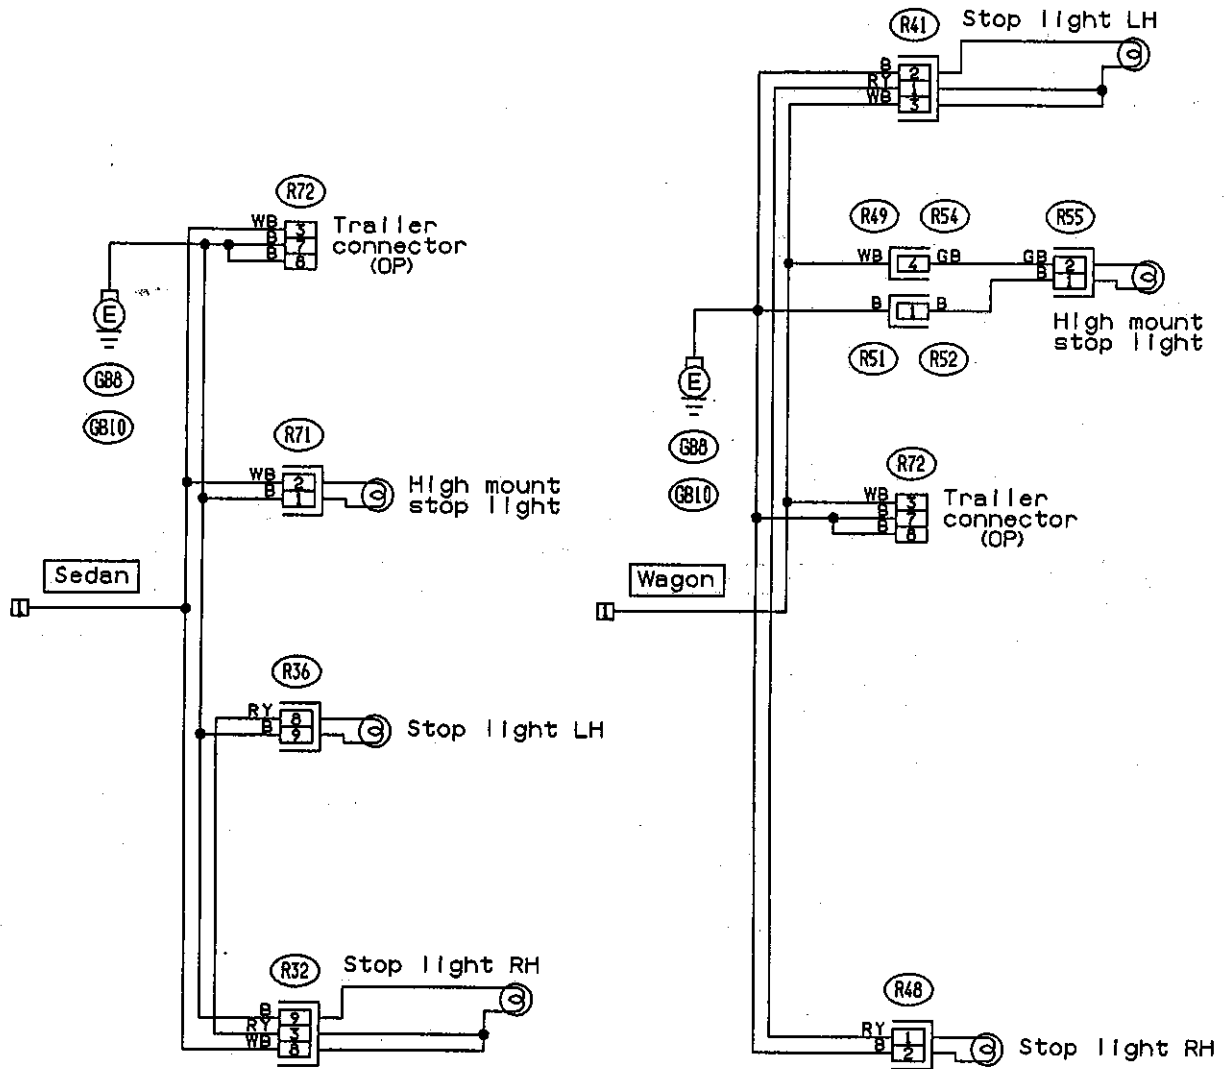 R72
WB 3
B 7
B 8
Trailer
connector
(OP)
E
GB8
GB10
R71
WB 2
B 1
High mount
stop light
Sedan
1
R36
RY 8
B 9
Stop light LH
R32
Stop light RH
B 9
RY 3
WB 8
R41
Stop light LH
B 2
RY 1
WB 3
R49 R54 R55
WB 4 GB GB 2
B 1
B 1 B
High mount
stop light
R51 R52
E
GB8
GB10
R72
WB 3
B 7
B 8
Trailer
connector
(OP)
Wagon
1
R48
RY 1
B 2
Stop light RH